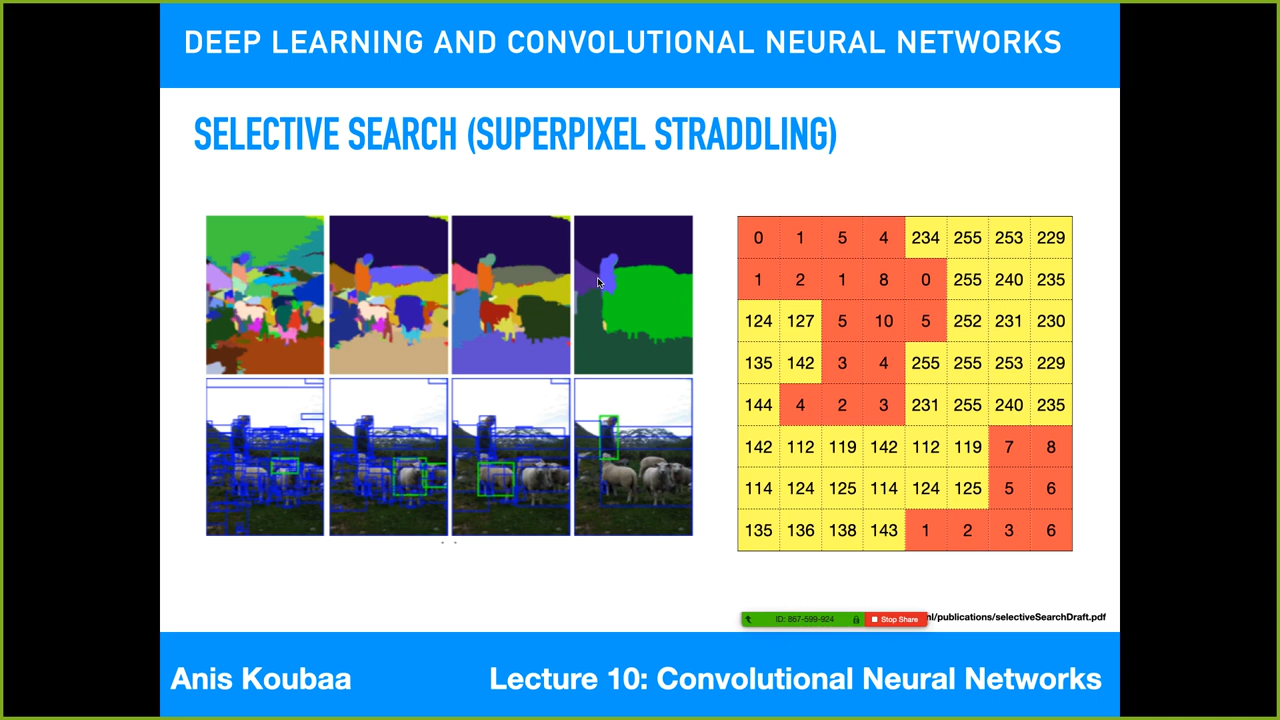 DEEP LEARNING AND CONVOLUTIONAL NEURAL NETWORKS
SELECTIVE SEARCH (SUPERPIXEL STRADDLING)
0 1 5 4 234 255 253 229
1 2 1 8 0 255 240 235
124 127 5 10 5 252 231 230
135 142 3 4 255 255 253 229
144 4 2 3 231 255 240 235
142 112 119 142 112 119 7 8
114 124 125 114 124 125 5 6
135 136 138 143 1 2 3 6
ID: 867-599-924 Stop Share nl/publications/selectiveSearchDraft.pdf
Anis Koubaa Lecture 10: Convolutional Neural Networks